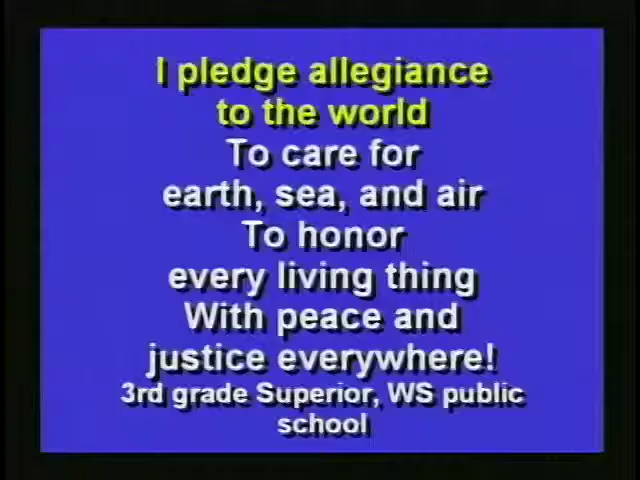 I pledge allegiance
to the world
To care for
earth, sea, and air
To honor
every living thing
With peace and
justice everywhere!
3rd grade Superior, WS public
school